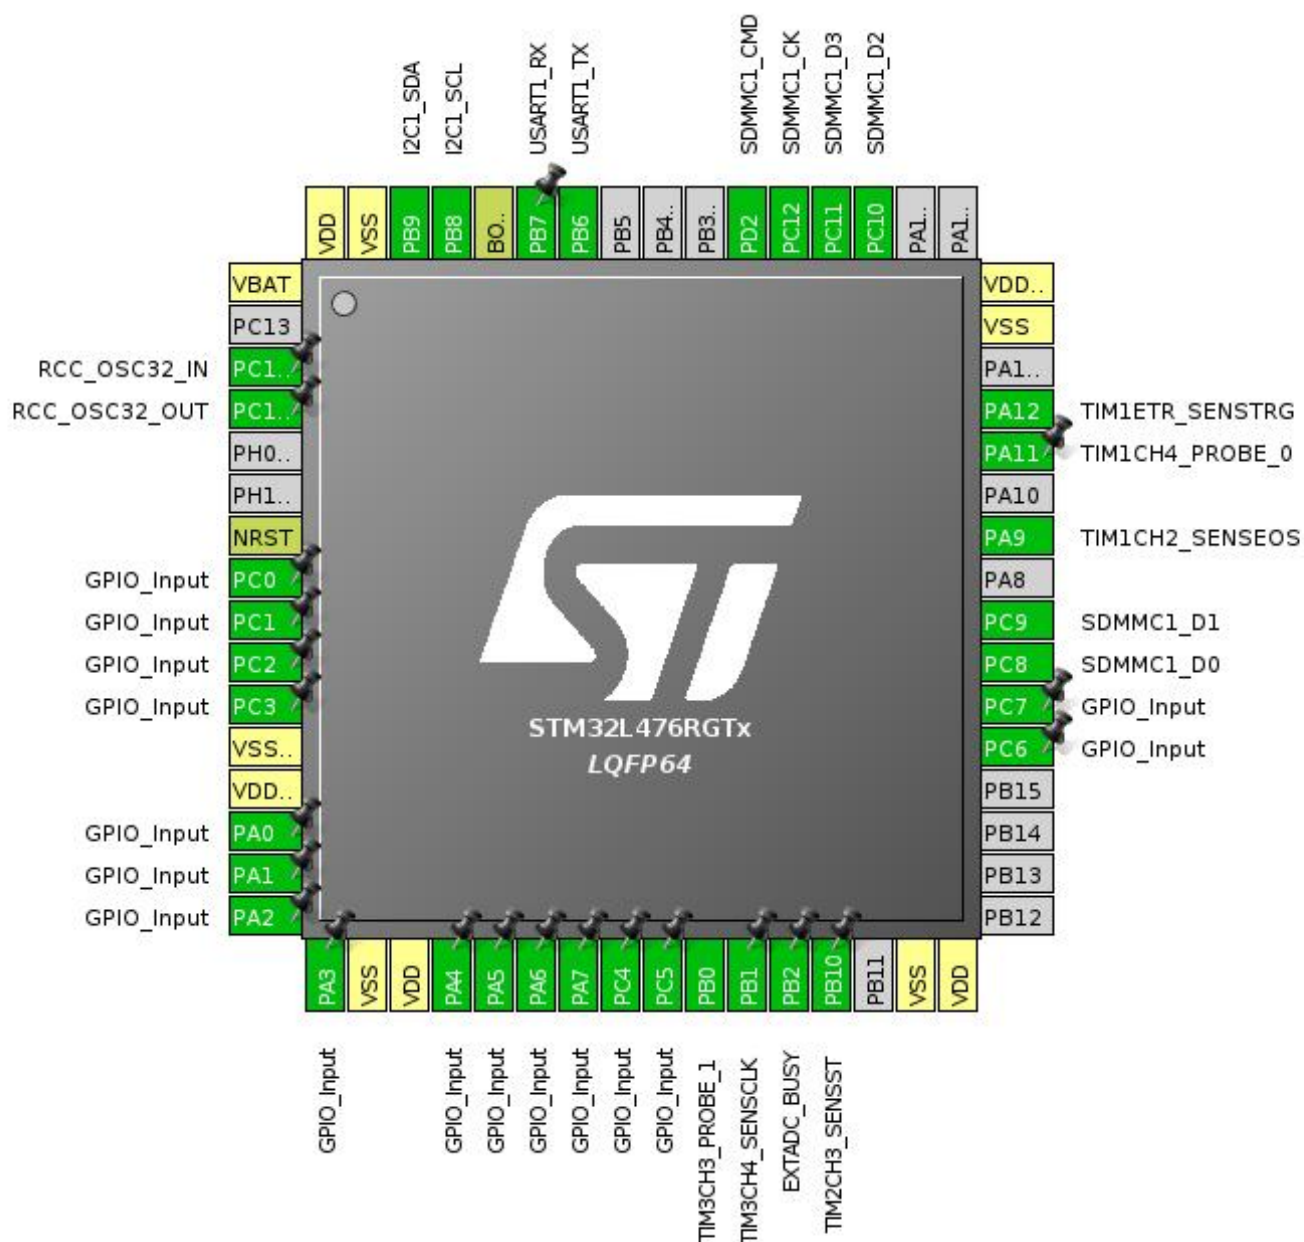 I2C1_SDA
I2C1_SCL
USART1_RX
USART1_TX
SDMMC1_CMD
SDMMC1_CK
SDMMC1_D3
SDMMC1_D2
VDD
VSS
PB9
PB8
BO..
PB7
PB6
PB5
PB4..
PB3..
PD2
PC12
PC11
PC10
PA1..
PA1..
VBAT
PC13
RCC_OSC32_IN PC1..
RCC_OSC32_OUT PC1..
PH0..
PH1..
NRST
GPIO_Input PC0
GPIO_Input PC1
GPIO_Input PC2
GPIO_Input PC3
VSS..
VDD..
GPIO_Input PA0
GPIO_Input PA1
GPIO_Input PA2
ST
STM32L476RGTx
LQFP64
VDD..
VSS
PA1..
PA12 TIM1ETR_SENSTRG
PA11 TIM1CH4_PROBE_0
PA10
PA9 TIM1CH2_SENSEOS
PA8
PC9 SDMMC1_D1
PC8 SDMMC1_D0
PC7 GPIO_Input
PC6 GPIO_Input
PB15
PB14
PB13
PB12
PA3
VSS
VDD
PA4
PA5
PA6
PA7
PC4
PC5
PB0
PB1
PB2
PB10
PB11
VSS
VDD
GPIO_Input
GPIO_Input
GPIO_Input
GPIO_Input
GPIO_Input
GPIO_Input
GPIO_Input
TIM3CH3_PROBE_1
TIM3CH4_SENSCLK
EXTADC_BUSY
TIM2CH3_SENSST